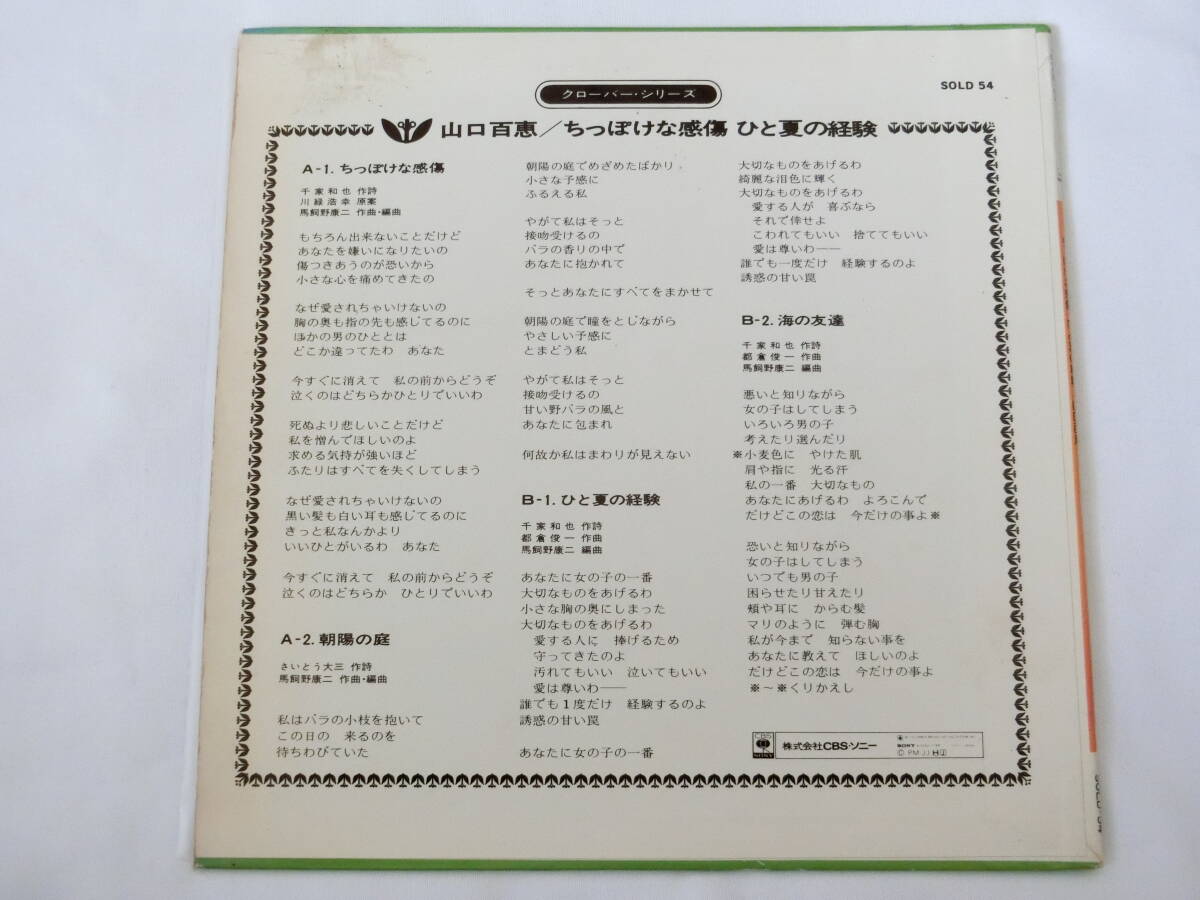 SOLD 54
クローバー・シリーズ
山口百恵／ちっぽけな感傷 ひと夏の経験
A-1. ちっぽけな感傷
千家和也 作詩
川緑浩幸 原案
馬飼野康二 作曲・編曲
もちろん出来ないことだけど
あなたを嫌いになりたいの
傷つきあうのが恐いから
小さな心を痛めてきたの
なぜ愛されちゃいけないの
胸の奥も指の先も感じてるのに
ほかの男のひととは
どこか違ってたわ　あなた
今すぐに消えて　私の前からどうぞ
泣くのはどちらかひとりでいいわ
死ぬより悲しいことだけど
私を憎んでほしいのよ
求める気持が強いほど
ふたりはすべてを失くしてしまう
なぜ愛されちゃいけないの
黒い髪も白い耳も感じてるのに
きっと私なんかより
いいひとがいるわ　あなた
今すぐに消えて　私の前からどうぞ
泣くのはどちらか　ひとりでいいわ
A-2. 朝陽の庭
さいとう大三 作詩
馬飼野康二 作曲・編曲
私はバラの小枝を抱いて
この日の　来るのを
待ちわびていた
朝陽の庭でめざめたばかり
小さな予感に
ふるえる私
やがて私はそっと
接吻受けるの
バラの香りの中で
あなたに抱かれて
そっとあなたにすべてをまかせて
朝陽の庭で瞳をとじながら
やさしい予感に
とまどう私
やがて私はそっと
接吻受けるの
甘い野バラの風と
あなたに包まれ
何故か私はまわりが見えない
B-1. ひと夏の経験
千家和也 作詩
都倉俊一 作曲
馬飼野康二 編曲
あなたに女の子の一番
大切なものをあげるわ
小さな胸の奥にしまった
大切なものをあげるわ
愛する人に　捧げるため
守ってきたのよ
汚れてもいい　泣いてもいい
愛は尊いわ――
誰でも1度だけ　経験するのよ
誘惑の甘い罠
あなたに女の子の一番
大切なものをあげるわ
綺麗な泪色に輝く
大切なものをあげるわ
愛する人が　喜ぶなら
それで倖せよ
こわれてもいい　捨ててもいい
愛は尊いわ――
誰でも一度だけ　経験するのよ
誘惑の甘い罠
B-2. 海の友達
千家和也 作詩
都倉俊一 作曲
馬飼野康二 編曲
悪いと知りながら
女の子はしてしまう
いろいろ男の子
考えたり選んだり
※小麦色に　やけた肌
肩や指に　光る汗
私の一番　大切なもの
あなたにあげるわ　よろこんで
だけどこの恋は　今だけの事よ※
恐いと知りながら
女の子はしてしまう
いつでも男の子
困らせたり甘えたり
頬や耳に　からむ髪
マリのように　弾む胸
私が今まで　知らない事を
あなたに教えて　ほしいのよ
だけどこの恋は　今だけの事よ
※～※くりかえし
CBS
SONY
株式会社CBS・ソニー
SONY
Ⓒ PM JJ H
SOLD 54